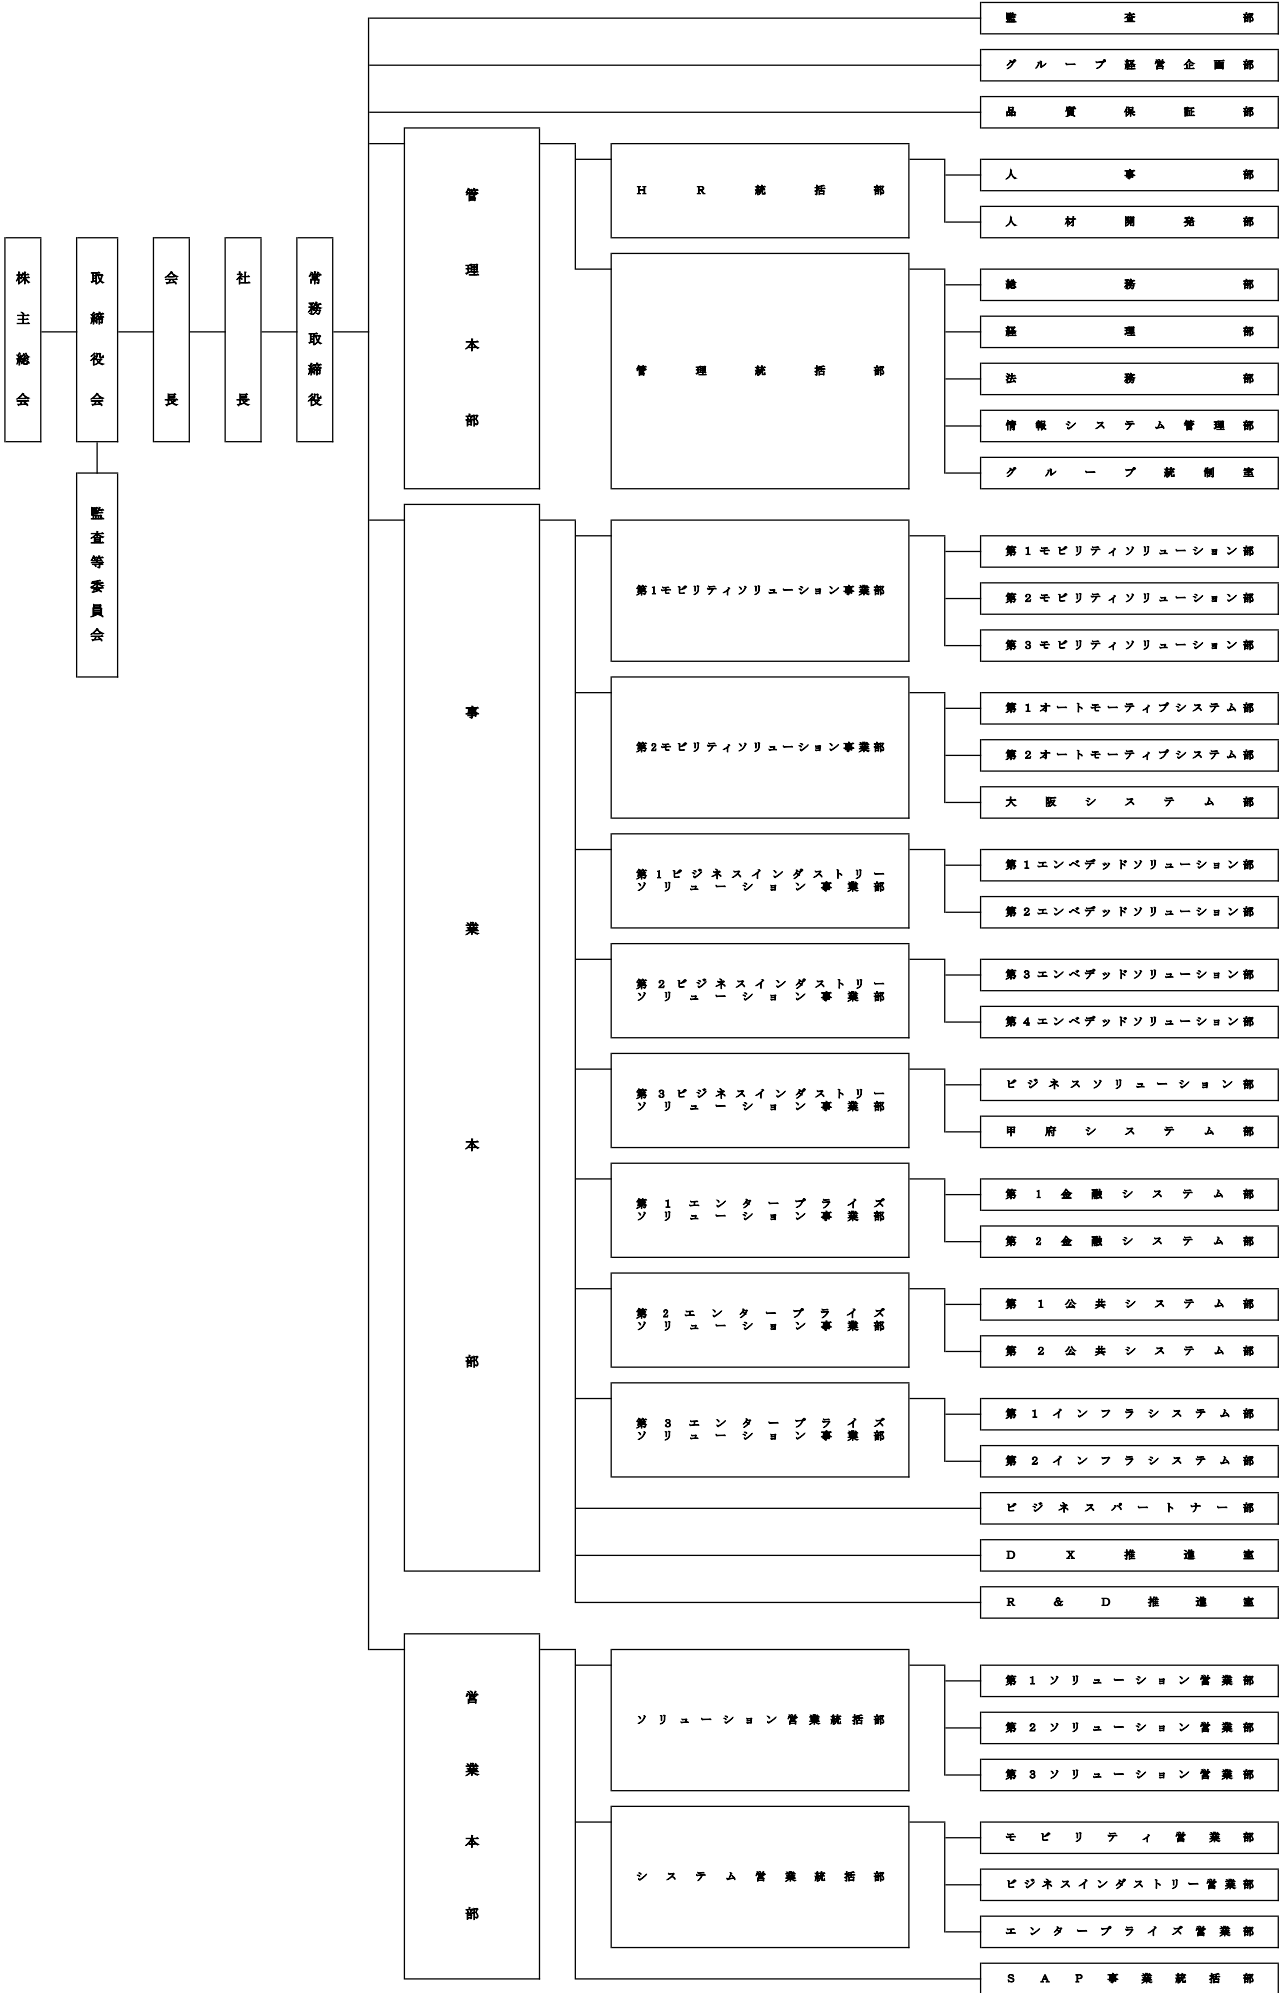 株主総会
取締役会
監査等委員会
会長
社長
常務取締役
監査部
グループ経営企画部
品質保証部
管理本部
HR統括部
人事部
人材開発部
管理統括部
総務部
経理部
法務部
情報システム管理部
グループ統制室
事業本部
第1モビリティソリューション事業部
第1モビリティソリューション部
第2モビリティソリューション部
第3モビリティソリューション部
第2モビリティソリューション事業部
第1オートモーティブシステム部
第2オートモーティブシステム部
大阪システム部
第1ビジネスインダストリー
ソリューション事業部
第1エンベデッドソリューション部
第2エンベデッドソリューション部
第2ビジネスインダストリー
ソリューション事業部
第3エンベデッドソリューション部
第4エンベデッドソリューション部
第3ビジネスインダストリー
ソリューション事業部
ビジネスソリューション部
甲府システム部
第1エンタープライズ
ソリューション事業部
第1金融システム部
第2金融システム部
第2エンタープライズ
ソリューション事業部
第1公共システム部
第2公共システム部
第3エンタープライズ
ソリューション事業部
第1インフラシステム部
第2インフラシステム部
ビジネスパートナー部
DX推進室
R&D推進室
営業本部
ソリューション営業統括部
第1ソリューション営業部
第2ソリューション営業部
第3ソリューション営業部
システム営業統括部
モビリティ営業部
ビジネスインダストリー営業部
エンタープライズ営業部
SAP事業統括部